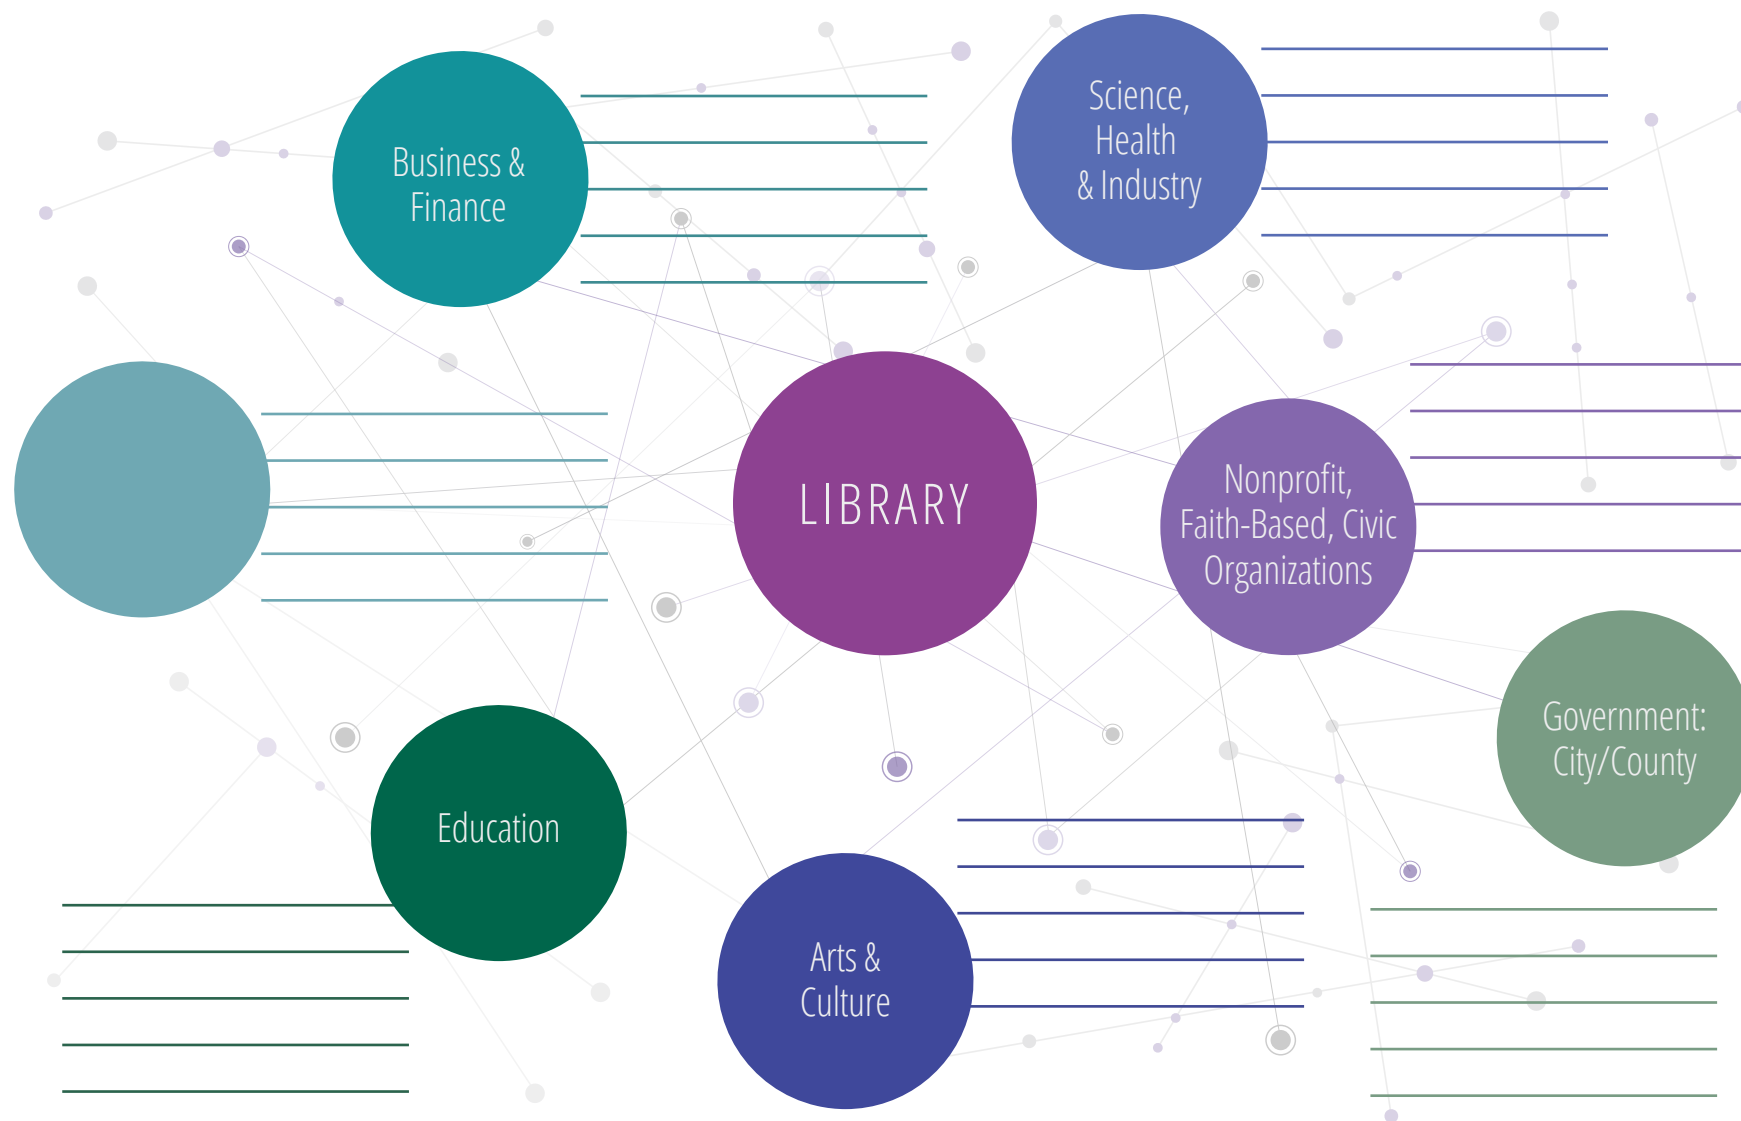 Business &
Finance
Science,
Health
& Industry
LIBRARY
Nonprofit,
Faith-Based, Civic
Organizations
Government:
City/County
Education
Arts &
Culture